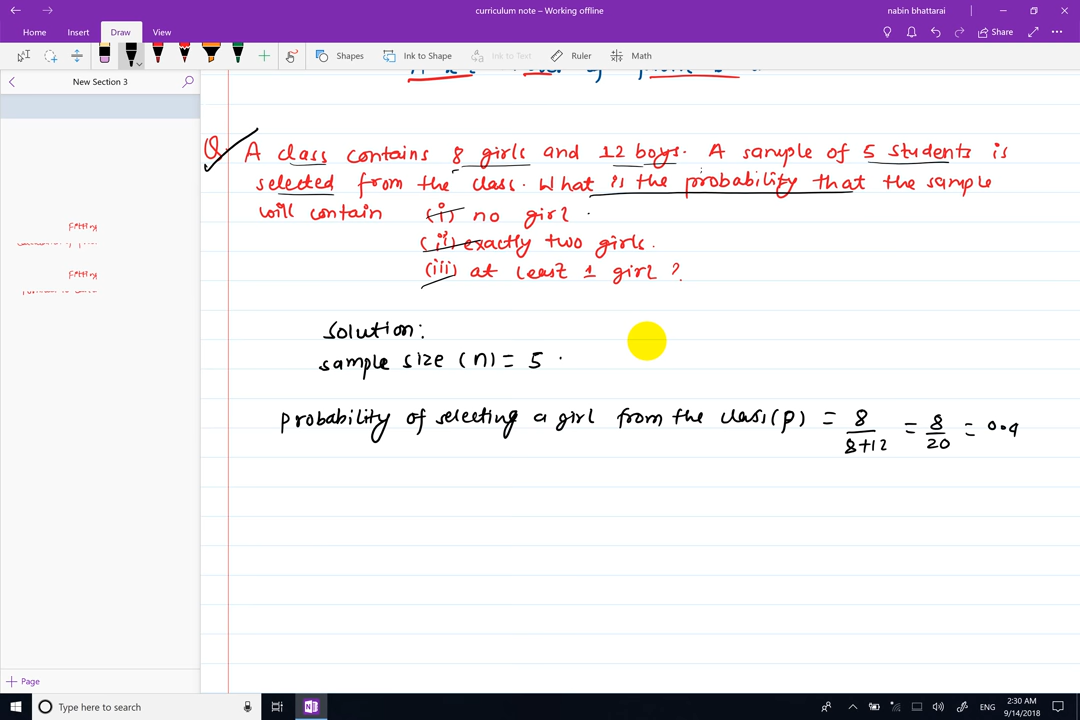 curriculum note – Working offline
nabin bhattarai
Home Insert Draw View
Share
Shapes Ink to Shape Ink to Text Ruler Math
New Section 3
Q. A class contains 8 girls and 12 boys. A sample of 5 students is
selected from the class. What is the probability that the sample
will contain (i) no girl.
(ii) exactly two girls.
(iii) at least 1 girl ?
Solution:
sample size (n) = 5
probability of selecting a girl from the class (p) = 8/8+12 = 8/20 = 0.4
+ Page
Type here to search
ENG
2:30 AM
9/14/2018